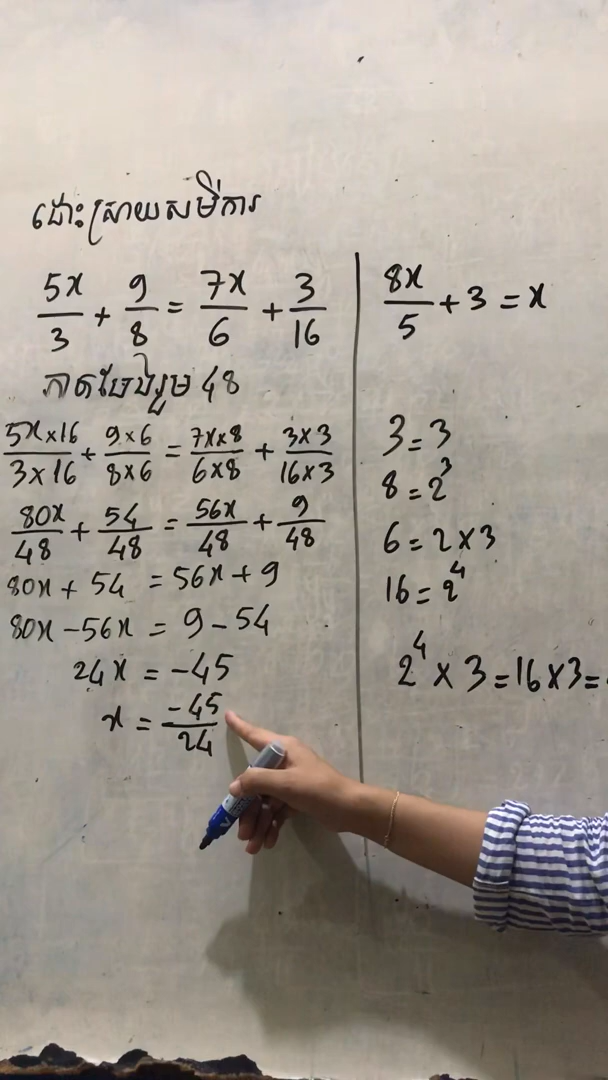 ដោះស្រាយសមីការ
5x/3 + 9/8 = 7x/6 + 3/16
ភាគបែងរួម 48
5x×16/3×16 + 9×6/8×6 = 7x×8/6×8 + 3×3/16×3
80x/48 + 54/48 = 56x/48 + 9/48
80x + 54 = 56x + 9
80x - 56x = 9 - 54
24x = -45
x = -45/24
8x/5 + 3 = x
3 = 3
8 = 2³
6 = 2 × 3
16 = 2⁴
2⁴ × 3 = 16 × 3 =